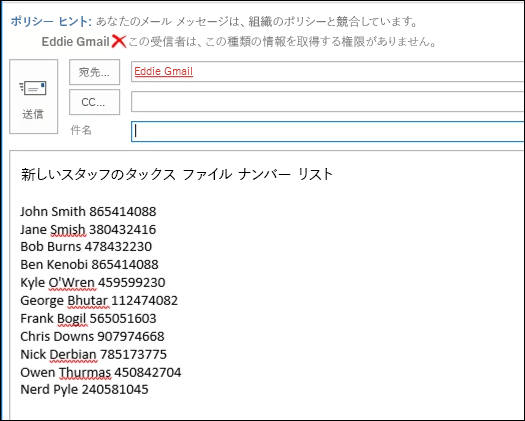 ポリシー ヒント: あなたのメール メッセージは、組織のポリシーと競合しています。
Eddie Gmail❌この受信者は、この種類の情報を取得する権限がありません。
宛先...
Eddie Gmail
CC...
送信
件名
新しいスタッフのタックス ファイル ナンバー リスト
John Smith 865414088
Jane Smish 380432416
Bob Burns 478432230
Ben Kenobi 865414088
Kyle O'Wren 459599230
George Bhutar 112474082
Frank Bogil 565051603
Chris Downs 907974668
Nick Derbian 785173775
Owen Thurmas 450842704
Nerd Pyle 240581045